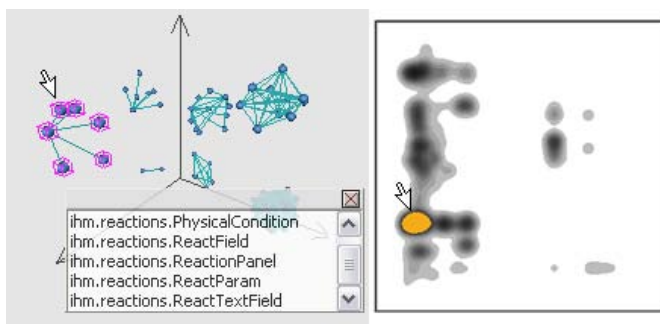 ihm.reactions.PhysicalCondition
ihm.reactions.ReactField
ihm.reactions.ReactionPanel
ihm.reactions.ReactParam
ihm.reactions.ReactTextField